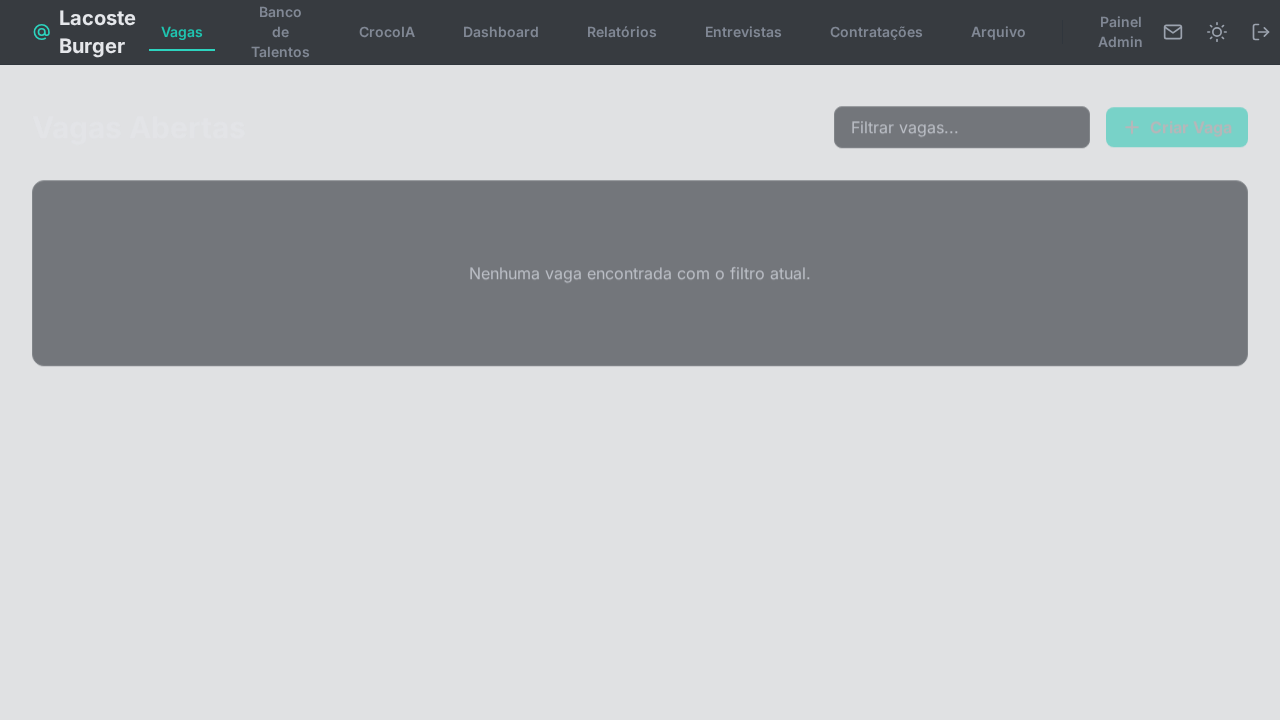 Lacoste
Burger
Vagas
Banco
de
Talentos
CrocoIA
Dashboard
Relatórios
Entrevistas
Contratações
Arquivo
Painel
Admin
Vagas Abertas
Filtrar vagas...
Criar Vaga
Nenhuma vaga encontrada com o filtro atual.